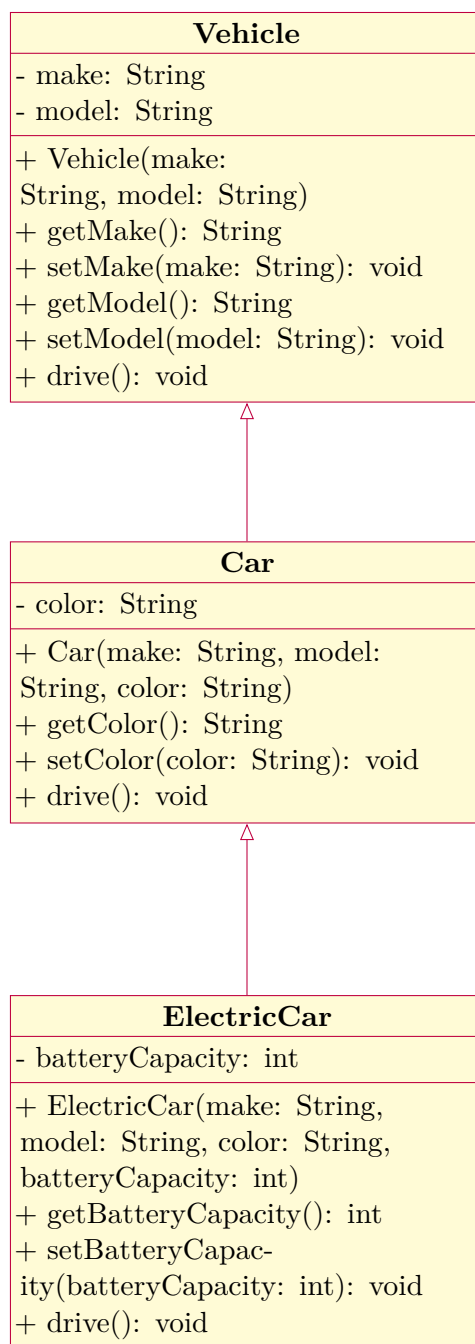 Vehicle
- make: String
- model: String
+ Vehicle(make:
String, model: String)
+ getMake(): String
+ setMake(make: String): void
+ getModel(): String
+ setModel(model: String): void
+ drive(): void
Car
- color: String
+ Car(make: String, model:
String, color: String)
+ getColor(): String
+ setColor(color: String): void
+ drive(): void
ElectricCar
- batteryCapacity: int
+ ElectricCar(make: String,
model: String, color: String,
batteryCapacity: int)
+ getBatteryCapacity(): int
+ setBatteryCapac-
ity(batteryCapacity: int): void
+ drive(): void